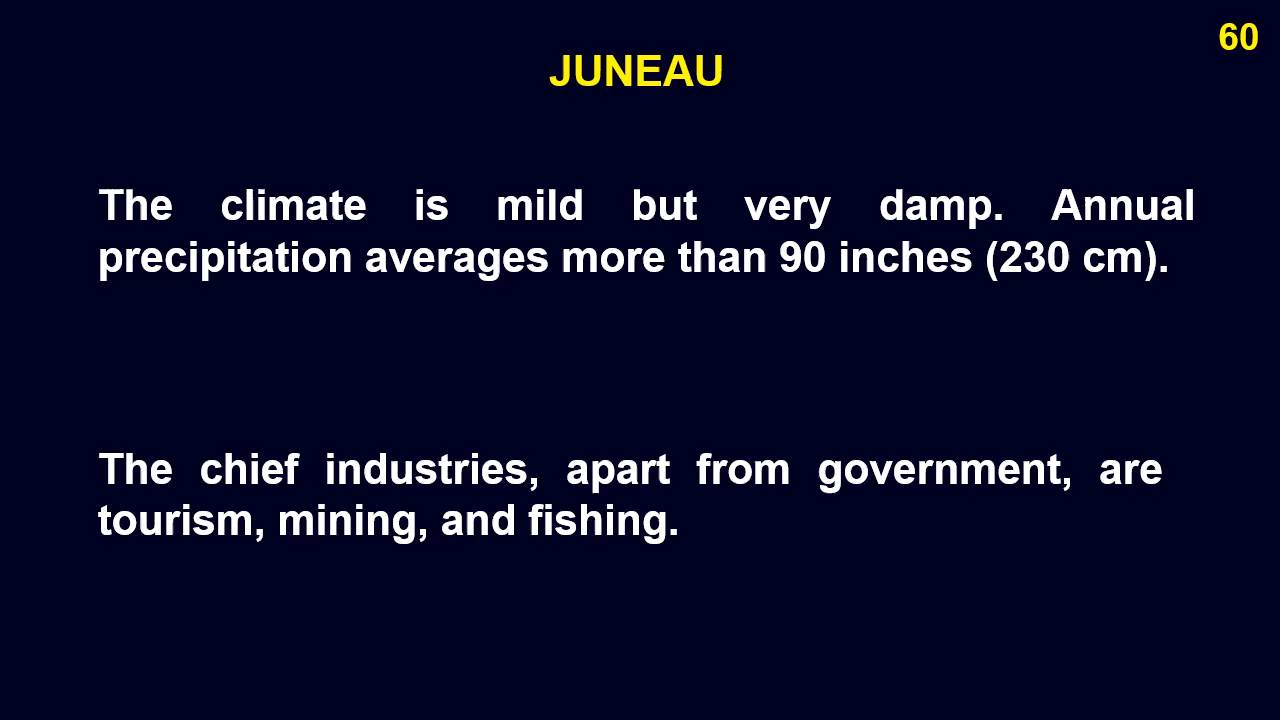 60
JUNEAU
The climate is mild but very damp. Annual
precipitation averages more than 90 inches (230 cm).
The chief industries, apart from government, are
tourism, mining, and fishing.